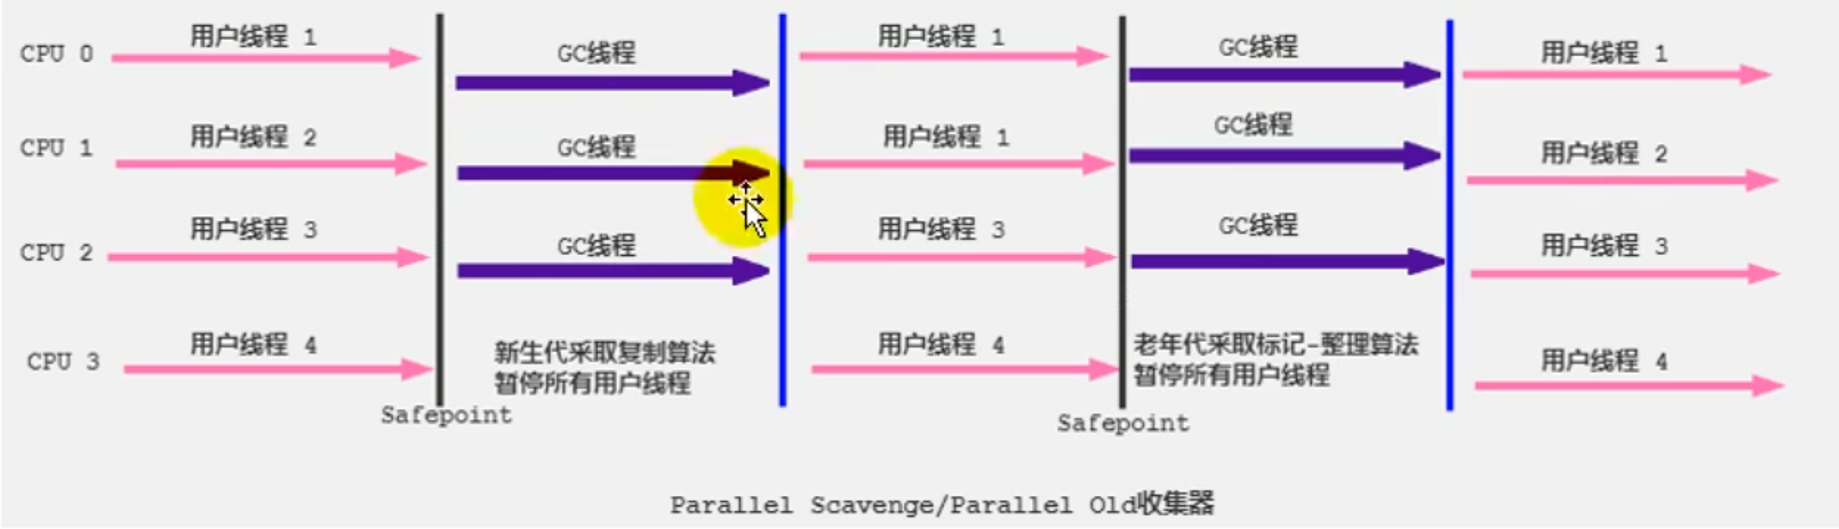 CPU 0
用户线程 1
GC线程
用户线程 1
GC线程
用户线程 1
CPU 1
用户线程 2
GC线程
用户线程 1
GC线程
用户线程 2
CPU 2
用户线程 3
GC线程
用户线程 3
GC线程
用户线程 3
CPU 3
用户线程 4
新生代采取复制算法
暂停所有用户线程
用户线程 4
老年代采取标记-整理算法
暂停所有用户线程
用户线程 4
Safepoint
Safepoint
Parallel Scavenge/Parallel Old收集器